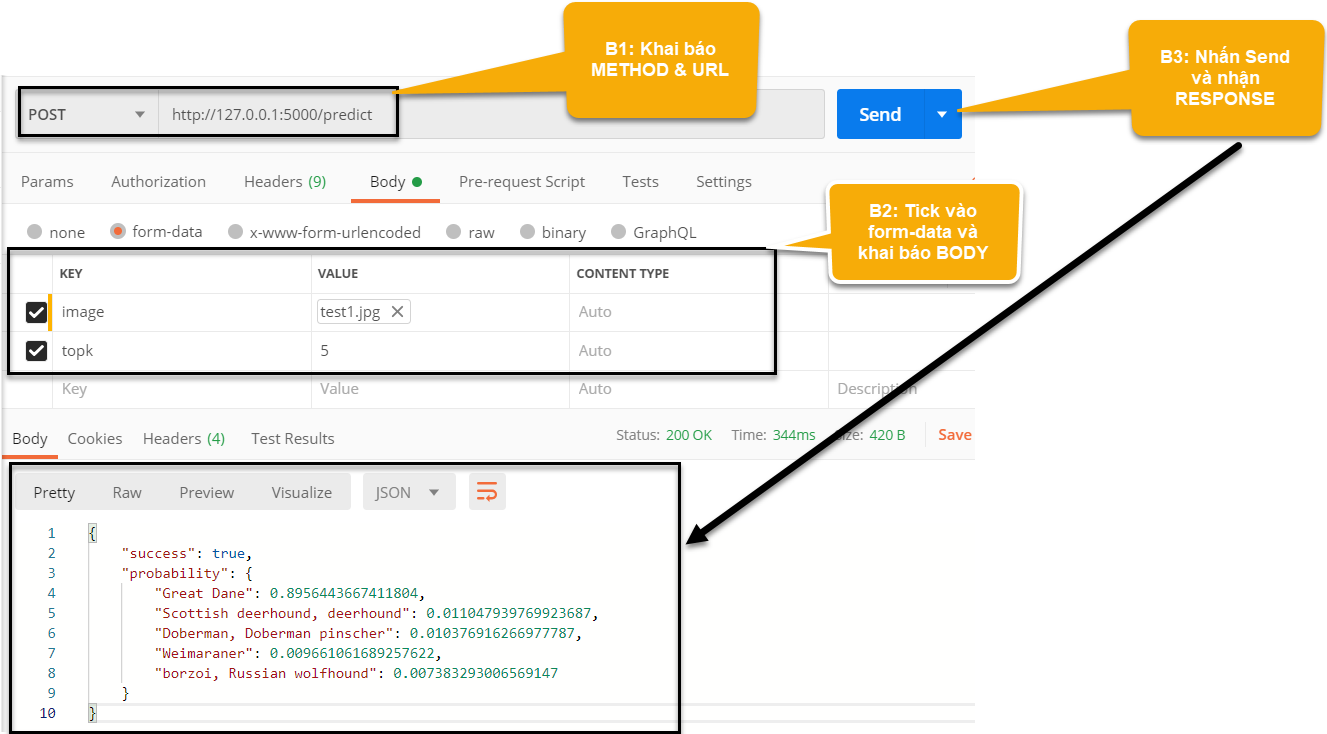 B1: Khai báo
METHOD & URL
B3: Nhấn Send
và nhận
RESPONSE
POST http://127.0.0.1:5000/predict Send
Params Authorization Headers (9) Body Pre-request Script Tests Settings
B2: Tick vào
form-data và
khai báo BODY
none form-data x-www-form-urlencoded raw binary GraphQL
KEY VALUE CONTENT TYPE
image test1.jpg Auto
topk 5 Auto
Key Value Auto Description
Body Cookies Headers (4) Test Results Status: 200 OK Time: 344ms Size: 420 B Save
Pretty Raw Preview Visualize JSON
1 {
2 "success": true,
3 "probability": {
4 "Great Dane": 0.8956443667411804,
5 "Scottish deerhound, deerhound": 0.011047939769923687,
6 "Doberman, Doberman pinscher": 0.010376916266977787,
7 "Weimaraner": 0.009661061689257622,
8 "borzoi, Russian wolfhound": 0.007383293006569147
9 }
10 }